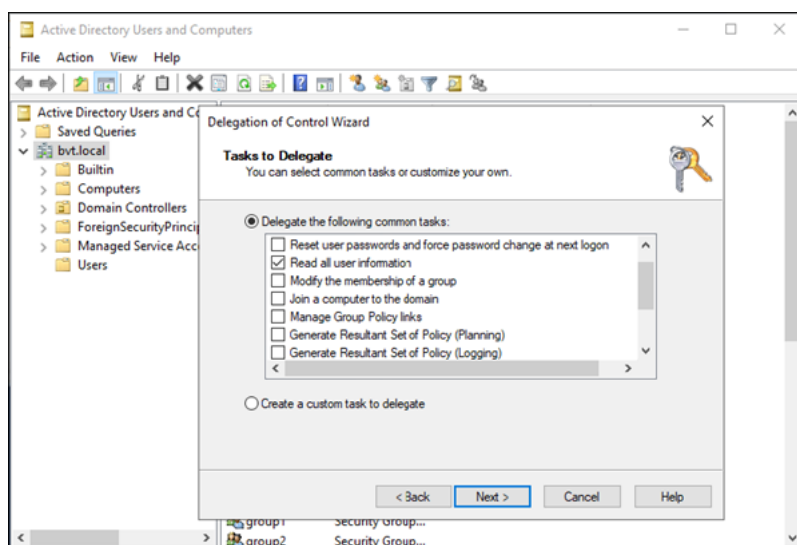 Active Directory Users and Computers
File Action View Help
Active Directory Users and Co
Saved Queries
bvt.local
Builtin
Computers
Domain Controllers
ForeignSecurityPrincip
Managed Service Acc
Users
Delegation of Control Wizard
Tasks to Delegate
You can select common tasks or customize your own.
Delegate the following common tasks:
Reset user passwords and force password change at next logon
Read all user information
Modify the membership of a group
Join a computer to the domain
Manage Group Policy links
Generate Resultant Set of Policy (Planning)
Generate Resultant Set of Policy (Logging)
Create a custom task to delegate
< Back Next > Cancel Help
group1 Security Group...
group2 Security Group...